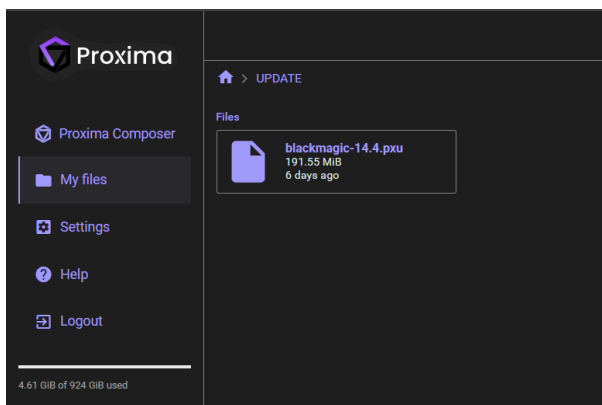 Proxima
> UPDATE
Files
blackmagic-14.4.pxu
191.55 MiB
6 days ago
Proxima Composer
My files
Settings
Help
Logout
4.61 GiB of 924 GiB used